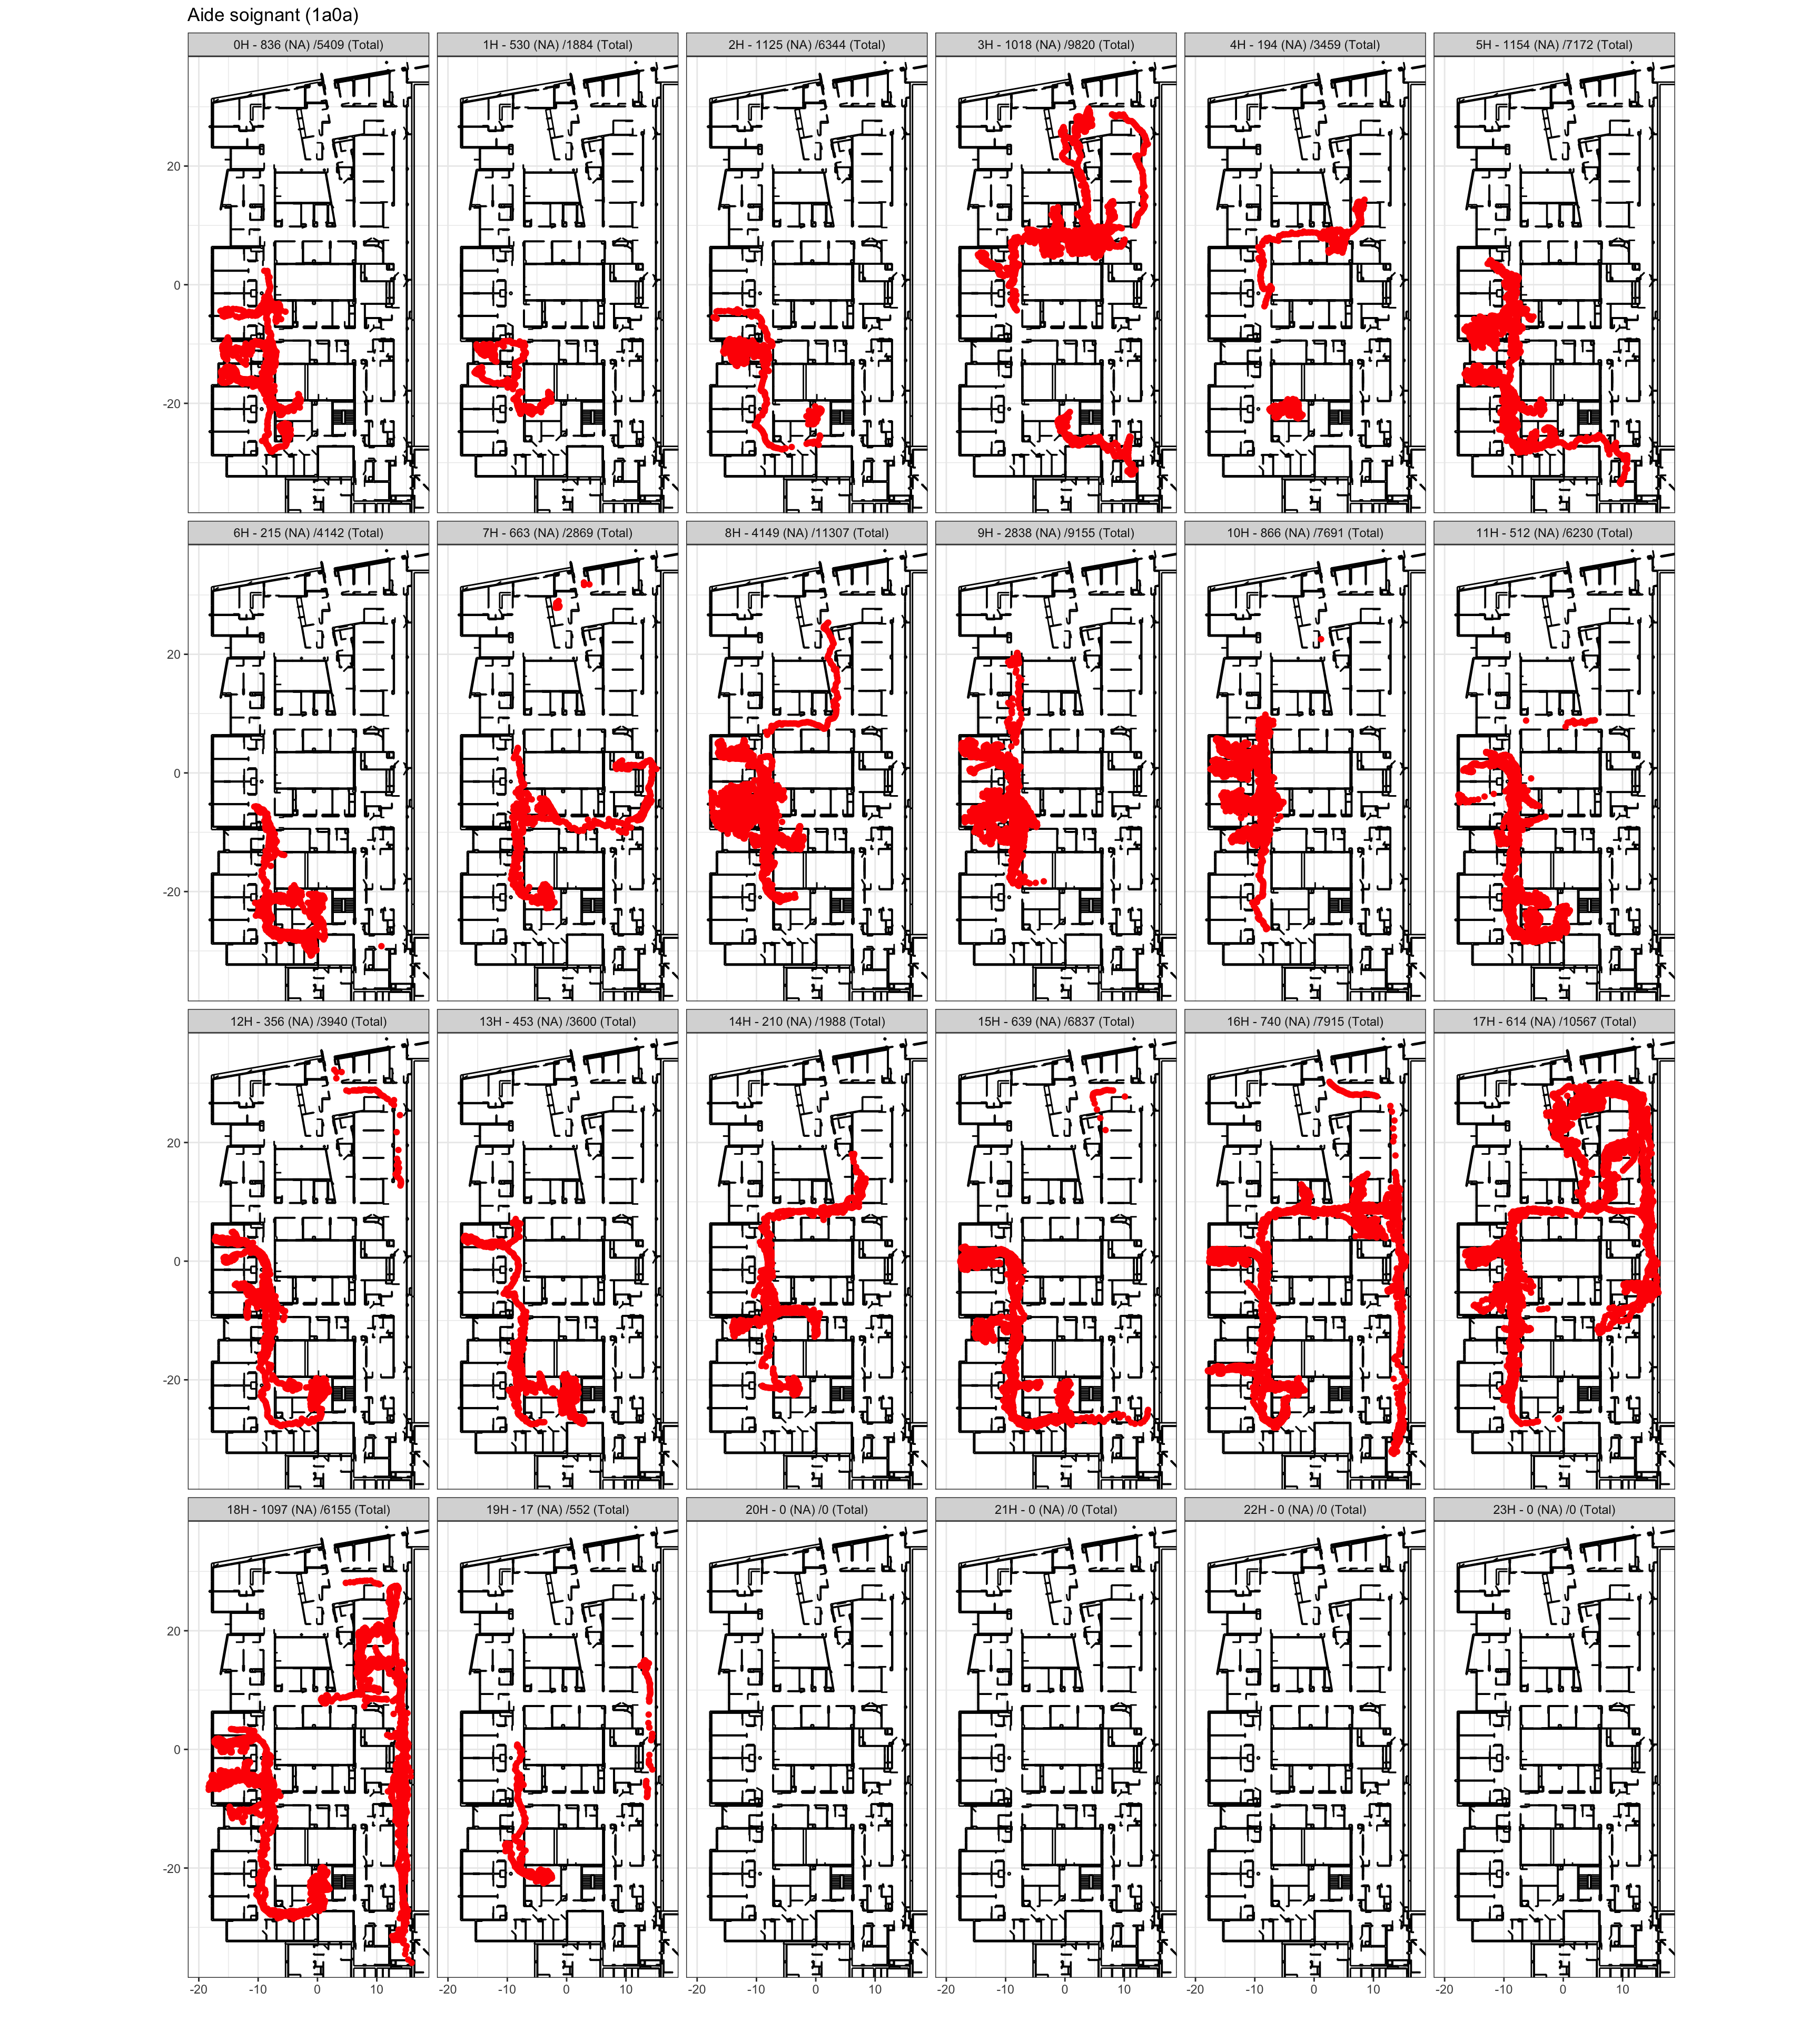 Aide soignant (1a0a)
0H - 836 (NA) /5409 (Total) 1H - 530 (NA) /1884 (Total) 2H - 1125 (NA) /6344 (Total) 3H - 1018 (NA) /9820 (Total) 4H - 194 (NA) /3459 (Total) 5H - 1154 (NA) /7172 (Total)
20
0
-20
6H - 215 (NA) /4142 (Total) 7H - 663 (NA) /2869 (Total) 8H - 4149 (NA) /11307 (Total) 9H - 2838 (NA) /9155 (Total) 10H - 866 (NA) /7691 (Total) 11H - 512 (NA) /6230 (Total)
20
0
-20
12H - 356 (NA) /3940 (Total) 13H - 453 (NA) /3600 (Total) 14H - 210 (NA) /1988 (Total) 15H - 639 (NA) /6837 (Total) 16H - 740 (NA) /7915 (Total) 17H - 614 (NA) /10567 (Total)
20
0
-20
18H - 1097 (NA) /6155 (Total) 19H - 17 (NA) /552 (Total) 20H - 0 (NA) /0 (Total) 21H - 0 (NA) /0 (Total) 22H - 0 (NA) /0 (Total) 23H - 0 (NA) /0 (Total)
20
0
-20
-20 -10 0 10 -20 -10 0 10 -20 -10 0 10 -20 -10 0 10 -20 -10 0 10 -20 -10 0 10